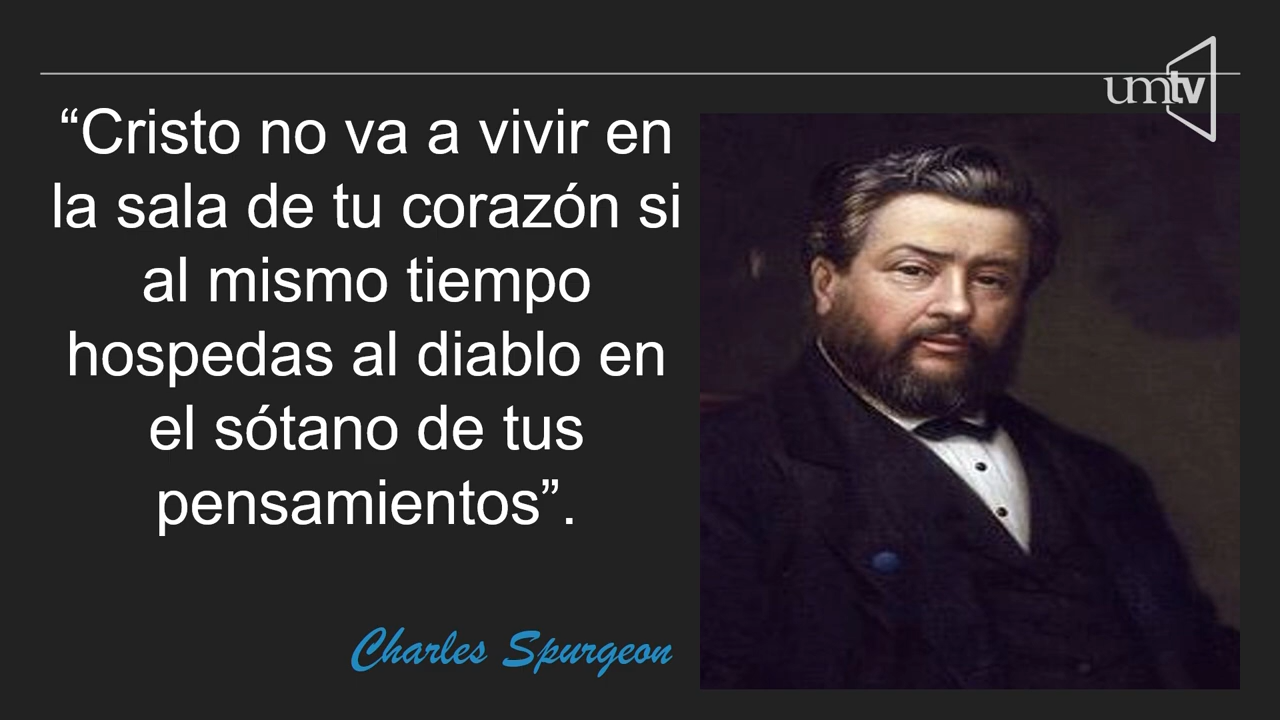 umtv
“Cristo no va a vivir en
la sala de tu corazón si
al mismo tiempo
hospedas al diablo en
el sótano de tus
pensamientos”.
Charles Spurgeon